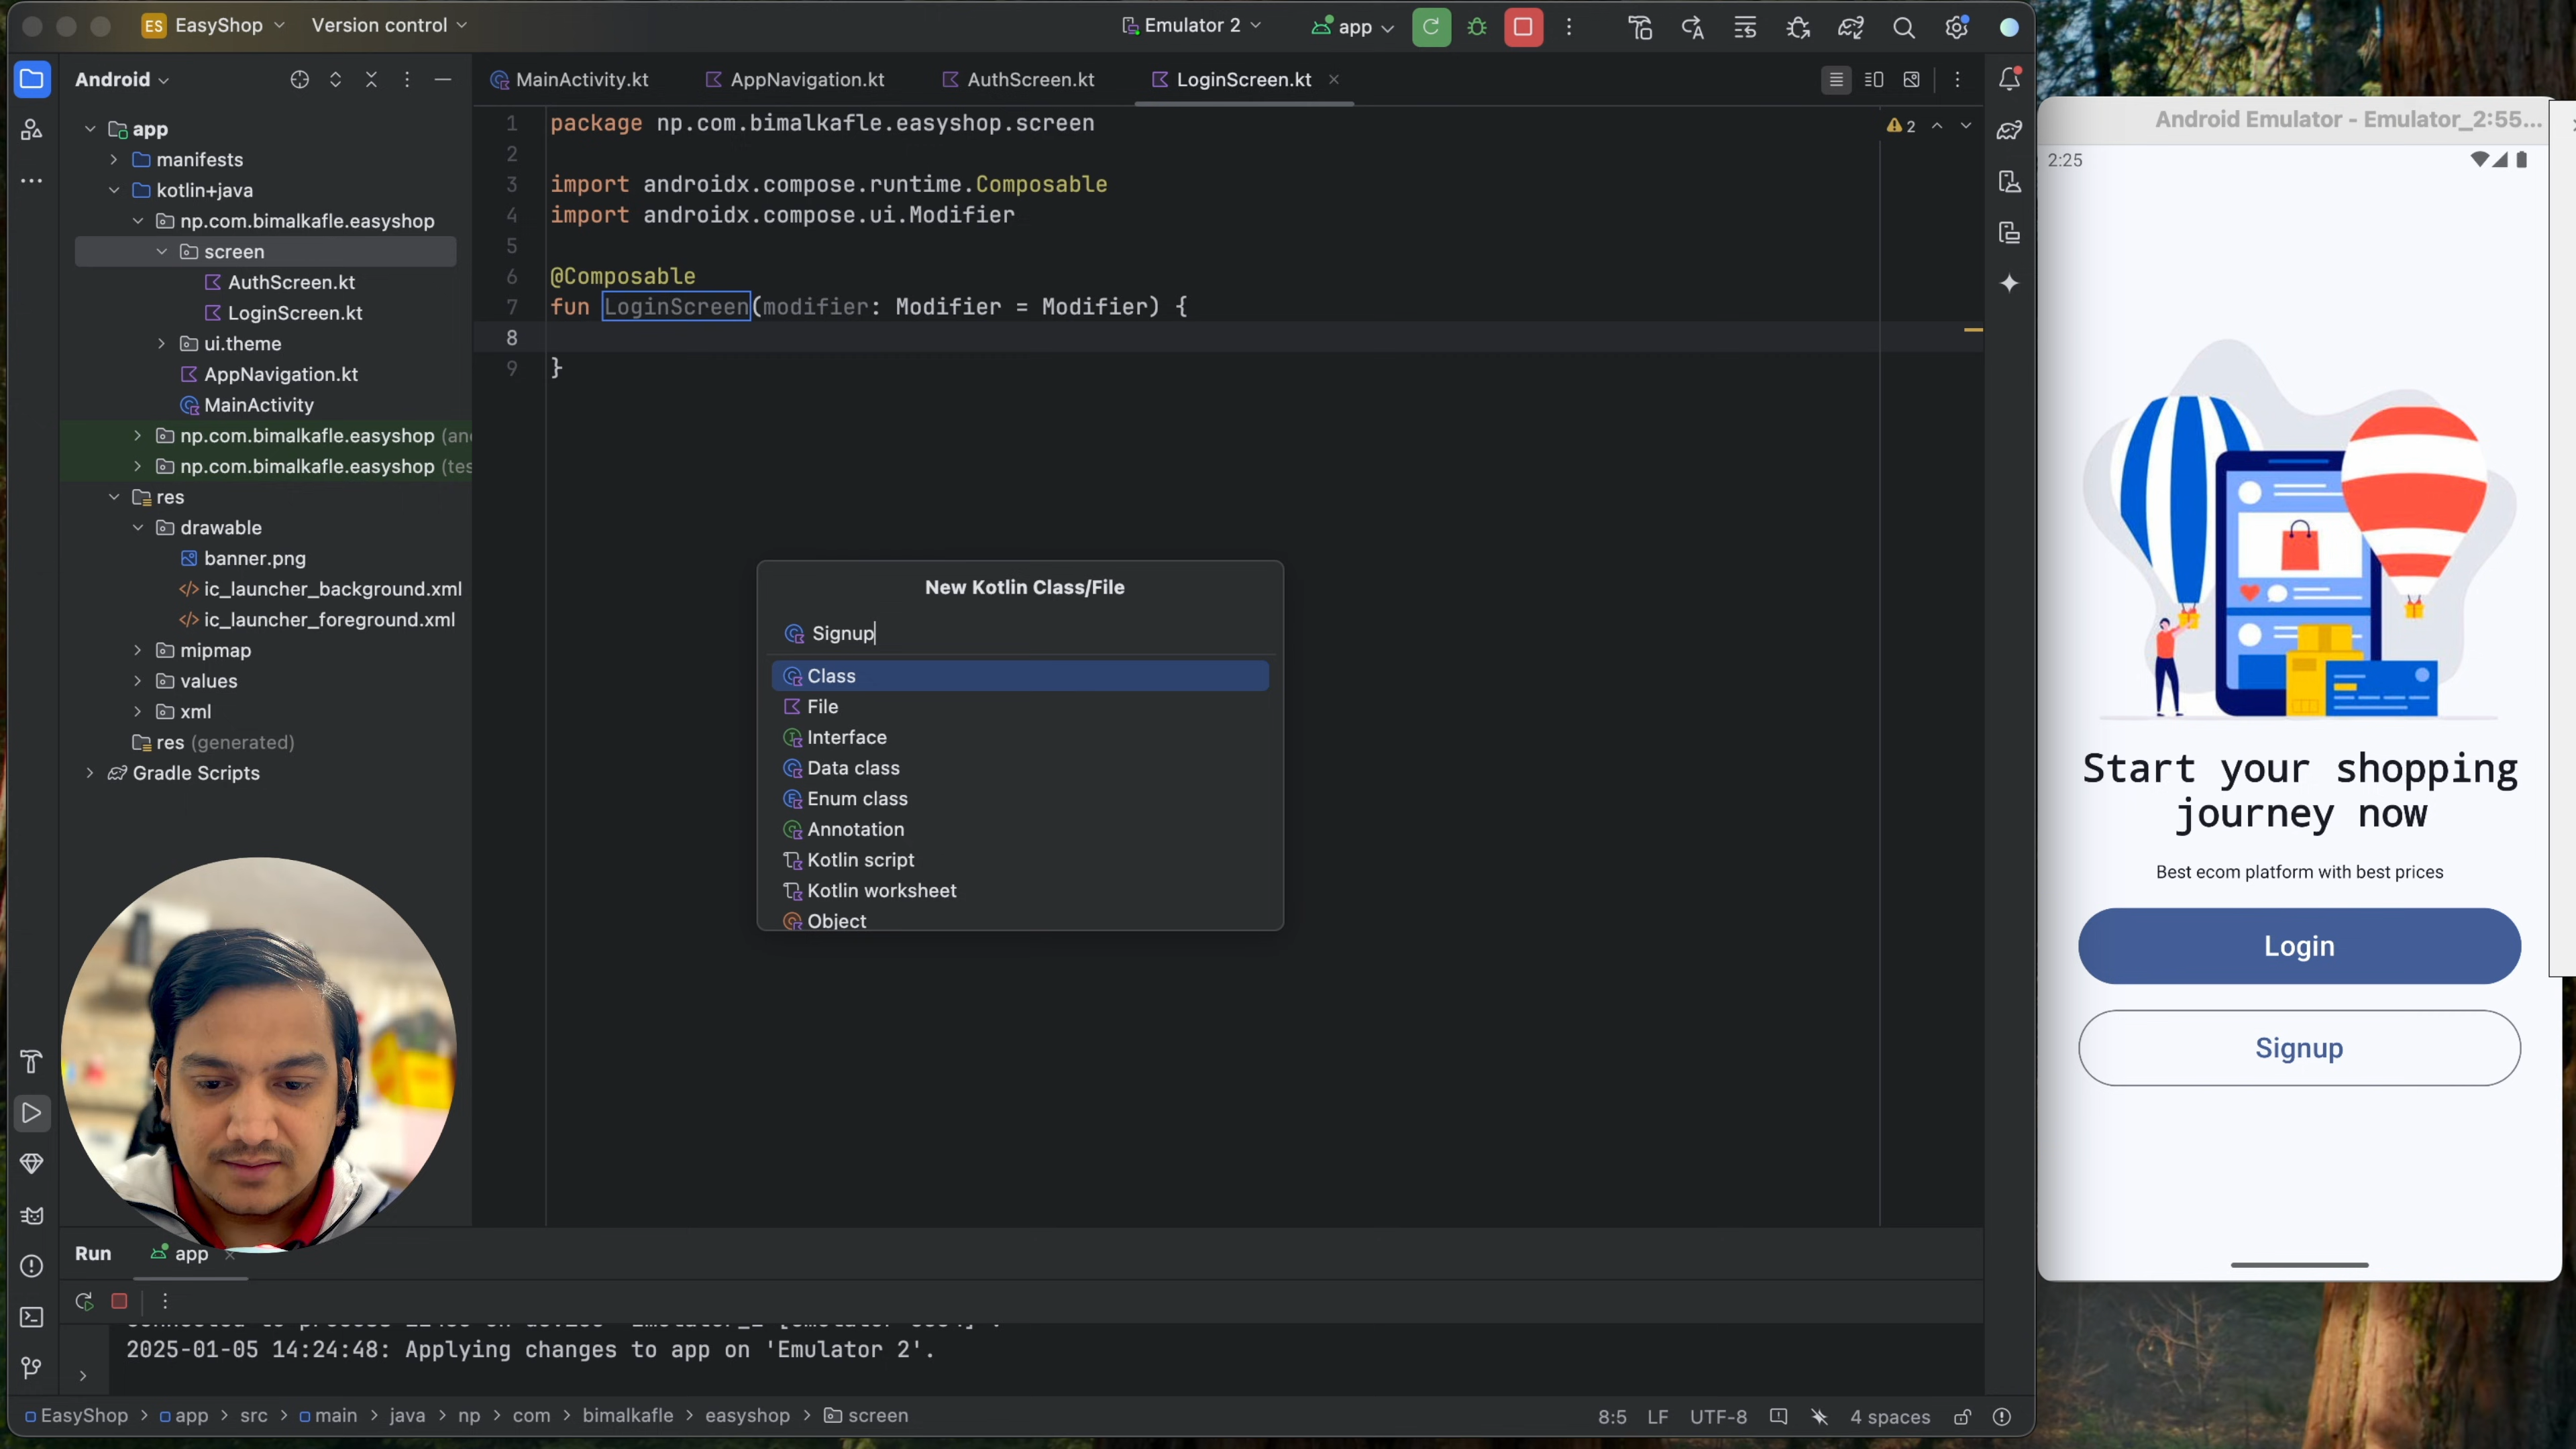 ES EasyShop
Version control
Emulator 2
app
Android
app
manifests
kotlin+java
np.com.bimalkafle.easyshop
screen
AuthScreen.kt
LoginScreen.kt
ui.theme
AppNavigation.kt
MainActivity
np.com.bimalkafle.easyshop (an
np.com.bimalkafle.easyshop (tes
res
drawable
banner.png
ic_launcher_background.xml
ic_launcher_foreground.xml
mipmap
values
xml
res (generated)
Gradle Scripts
MainActivity.kt
AppNavigation.kt
AuthScreen.kt
LoginScreen.kt
2
1 package np.com.bimalkafle.easyshop.screen
2
3 import androidx.compose.runtime.Composable
4 import androidx.compose.ui.Modifier
5
6 @Composable
7 fun LoginScreen(modifier: Modifier = Modifier) {
8
9 }
New Kotlin Class/File
Signup
Class
File
Interface
Data class
Enum class
Annotation
Kotlin script
Kotlin worksheet
Object
Run
app
2025-01-05 14:24:48: Applying changes to app on 'Emulator 2'.
EasyShop > app > src > main > java > np > com > bimalkafle > easyshop > screen
8:5 LF UTF-8 4 spaces
Android Emulator - Emulator_2:55...
2:25
Start your shopping
journey now
Best ecom platform with best prices
Login
Signup